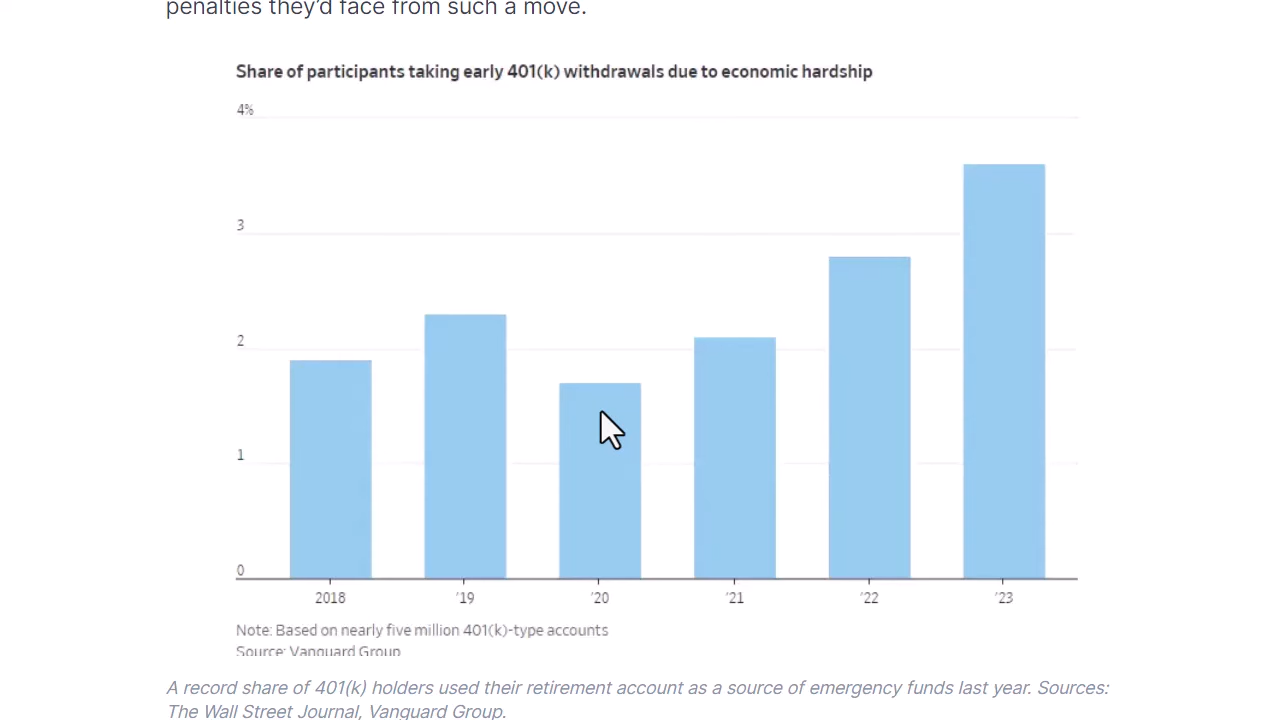 penalties they'd face from such a move.
Share of participants taking early 401(k) withdrawals due to economic hardship
4%
3
2
1
0
2018 '19 '20 '21 '22 '23
Note: Based on nearly five million 401(k)-type accounts
Source: Vanguard Group
A record share of 401(k) holders used their retirement account as a source of emergency funds last year. Sources:
The Wall Street Journal, Vanguard Group.